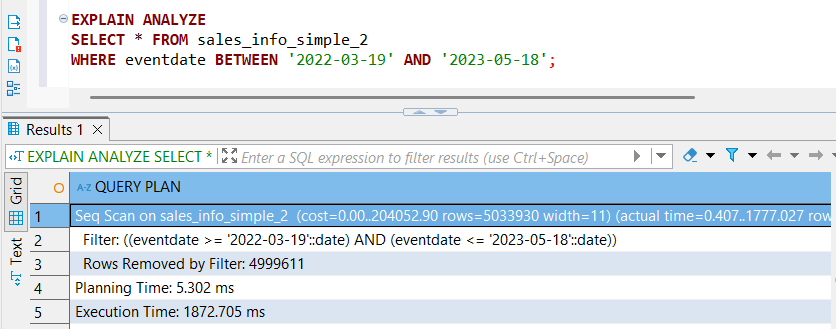 EXPLAIN ANALYZE
SELECT * FROM sales_info_simple_2
WHERE eventdate BETWEEN '2022-03-19' AND '2023-05-18';
Results 1
EXPLAIN ANALYZE SELECT *
Enter a SQL expression to filter results (use Ctrl+Space)
Grid
Text
A-Z QUERY PLAN
1 Seq Scan on sales_info_simple_2 (cost=0.00..204052.90 rows=5033930 width=11) (actual time=0.407..1777.027 row
2 Filter: ((eventdate >= '2022-03-19'::date) AND (eventdate <= '2023-05-18'::date))
3 Rows Removed by Filter: 4999611
4 Planning Time: 5.302 ms
5 Execution Time: 1872.705 ms